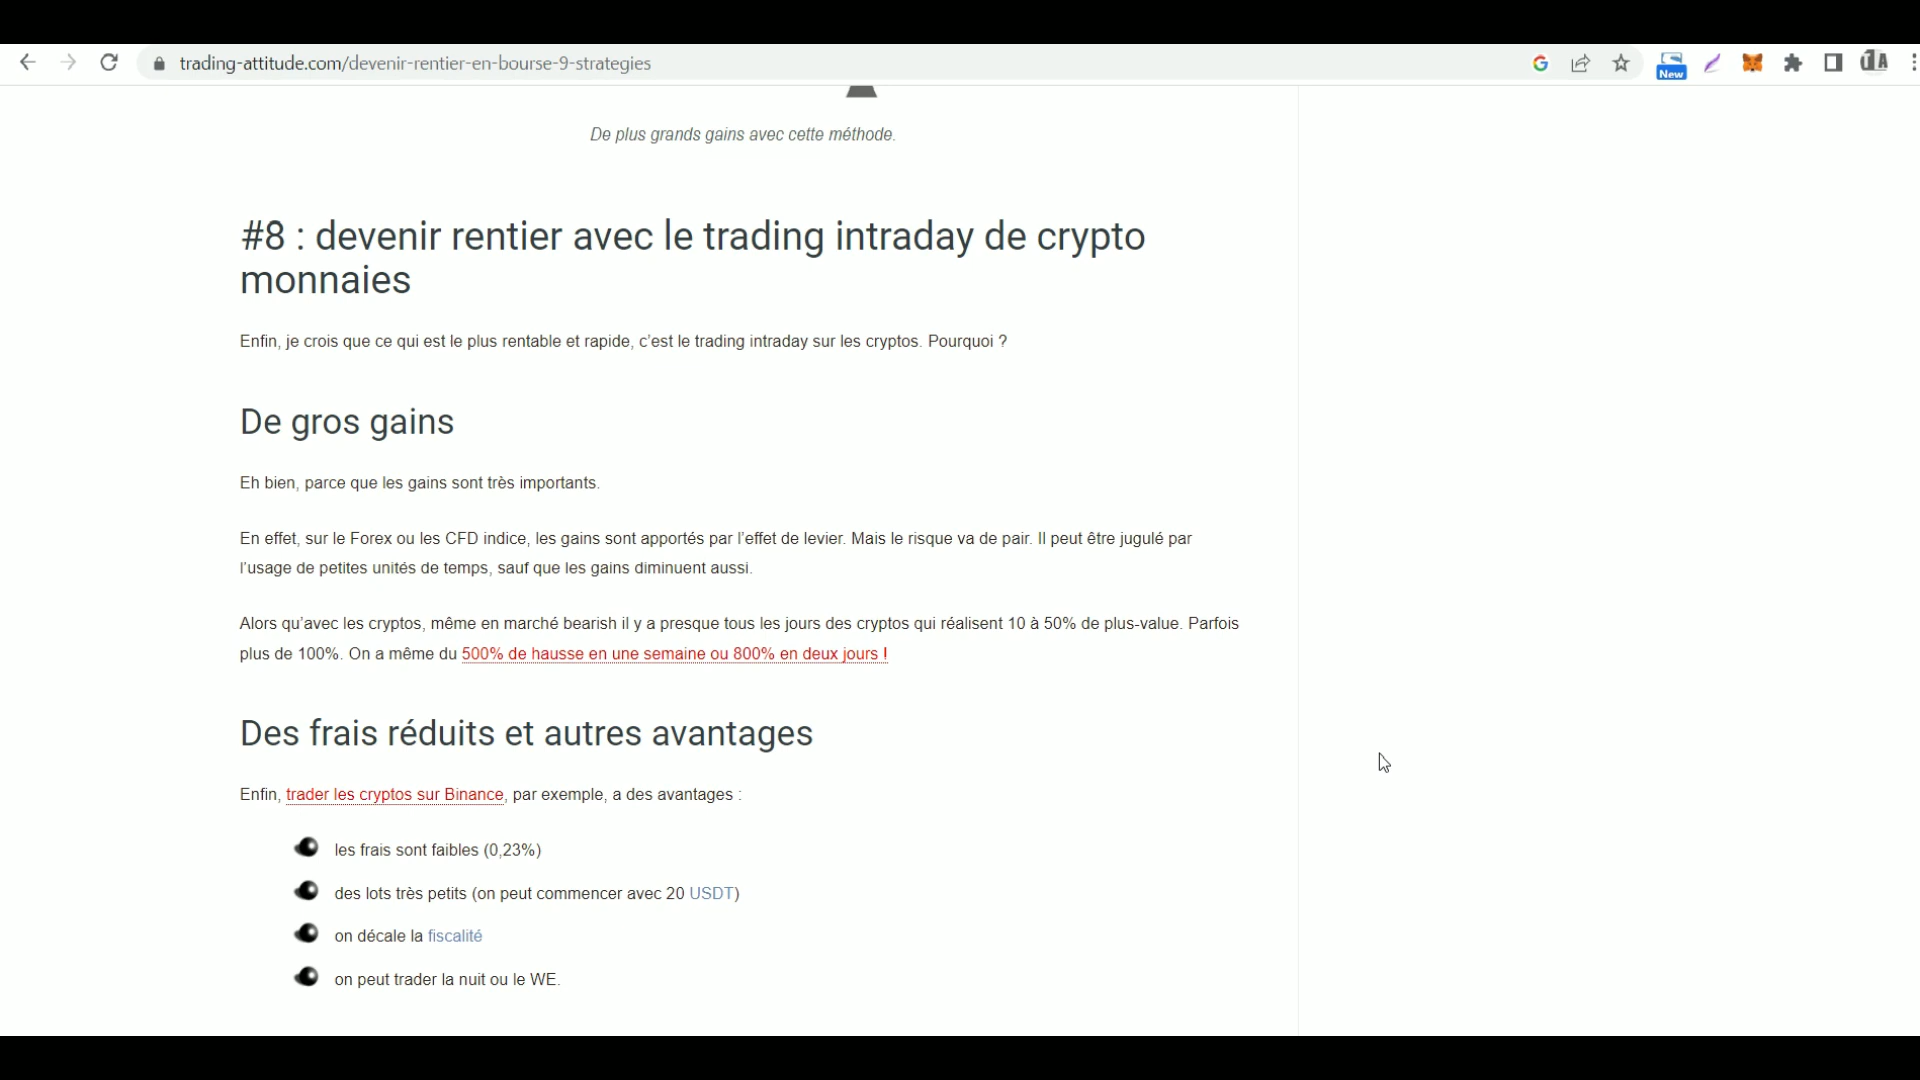 trading-attitude.com/devenir-rentier-en-bourse-9-strategies
New
De plus grands gains avec cette méthode.
#8 : devenir rentier avec le trading intraday de crypto
monnaies
Enfin, je crois que ce qui est le plus rentable et rapide, c’est le trading intraday sur les cryptos. Pourquoi ?
De gros gains
Eh bien, parce que les gains sont très importants.
En effet, sur le Forex ou les CFD indice, les gains sont apportés par l’effet de levier. Mais le risque va de pair. Il peut être jugulé par
l’usage de petites unités de temps, sauf que les gains diminuent aussi.
Alors qu’avec les cryptos, même en marché bearish il y a presque tous les jours des cryptos qui réalisent 10 à 50% de plus-value. Parfois
plus de 100%. On a même du 500% de hausse en une semaine ou 800% en deux jours !
Des frais réduits et autres avantages
Enfin, trader les cryptos sur Binance, par exemple, a des avantages :
les frais sont faibles (0,23%)
des lots très petits (on peut commencer avec 20 USDT)
on décale la fiscalité
on peut trader la nuit ou le WE.